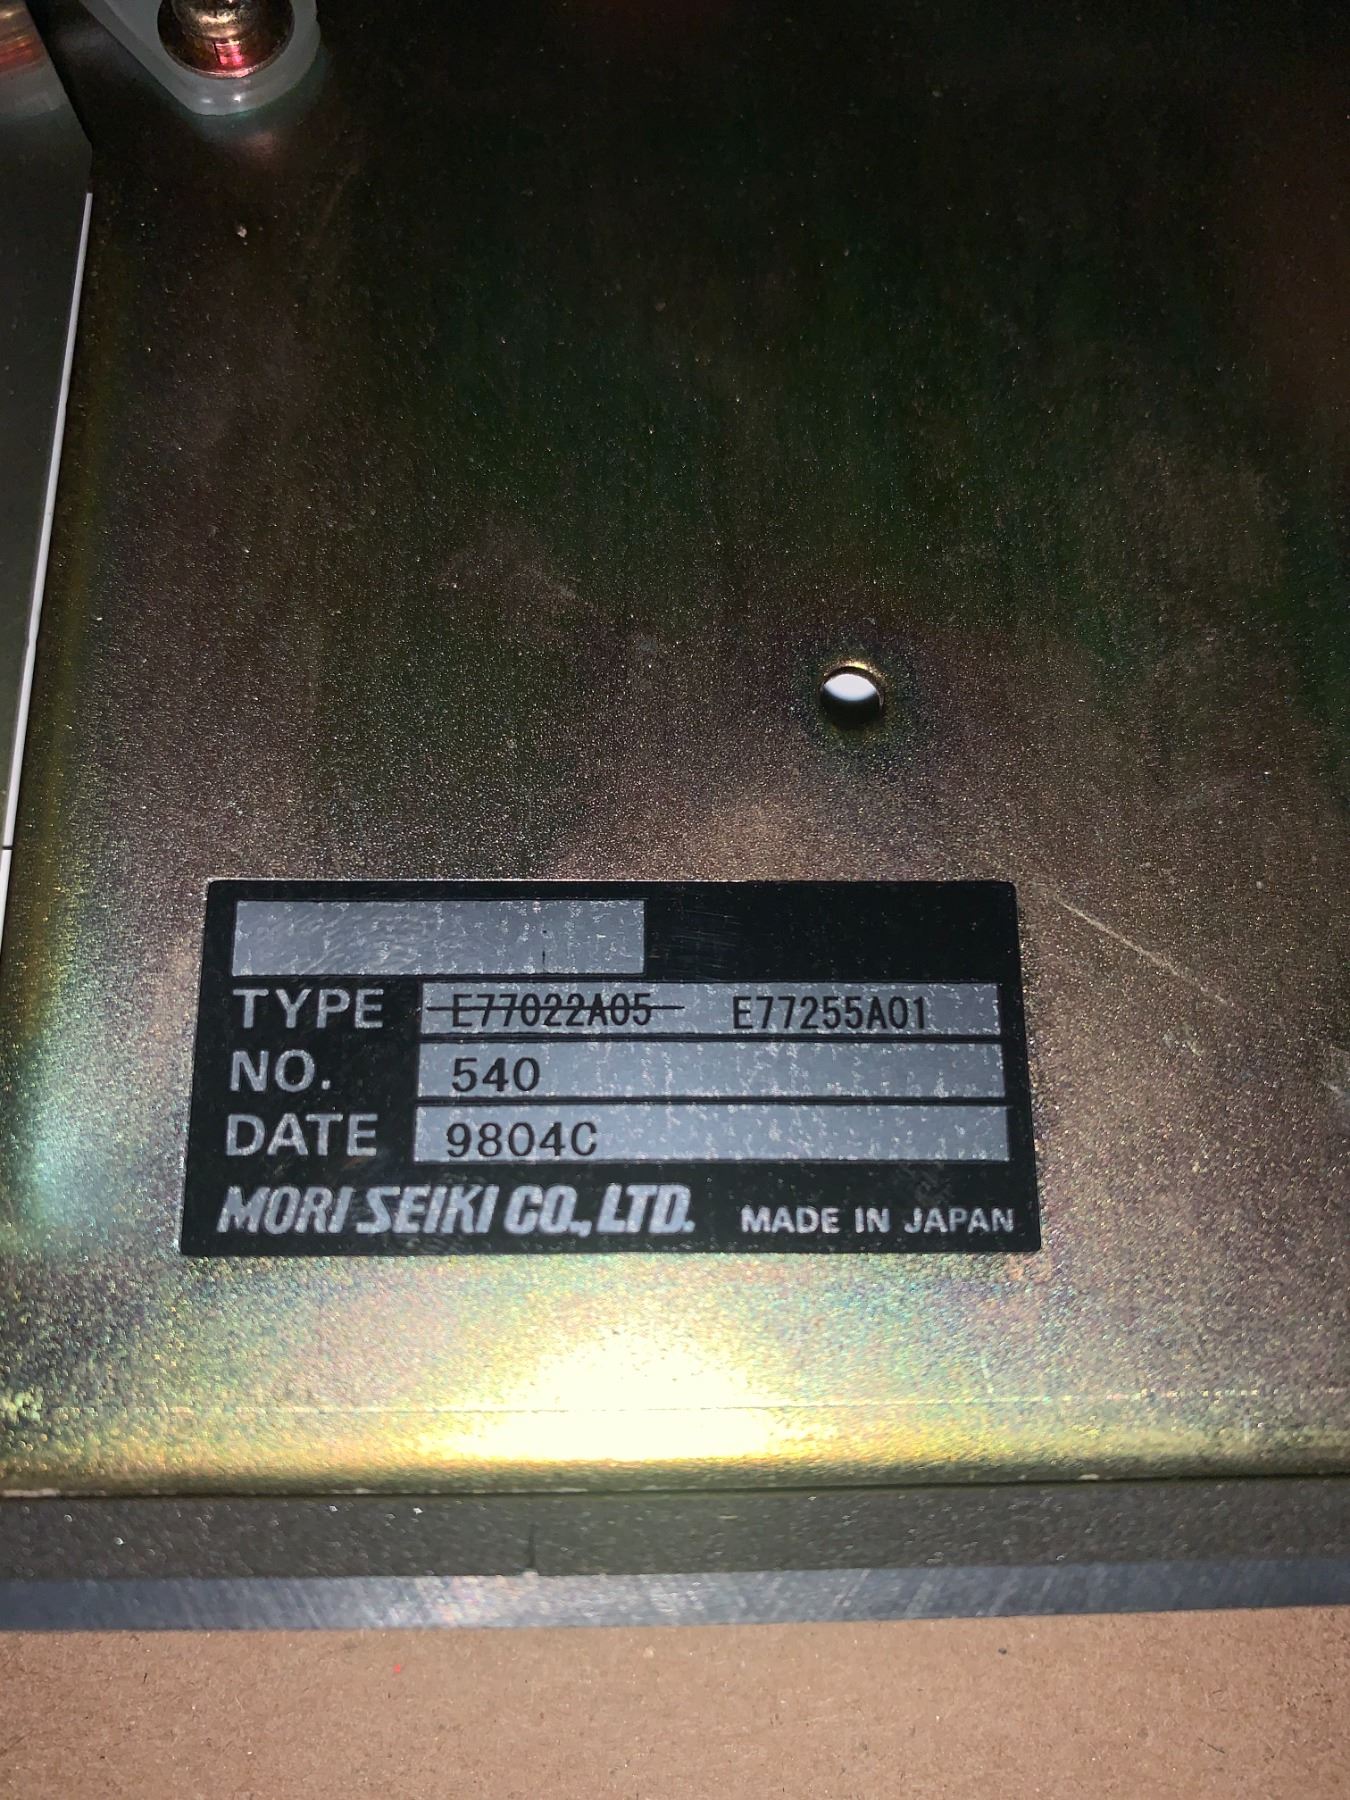 TYPE E77022A05 E77255A01
NO. 540
DATE 9804C
MORI SEIKI CO., LTD. MADE IN JAPAN